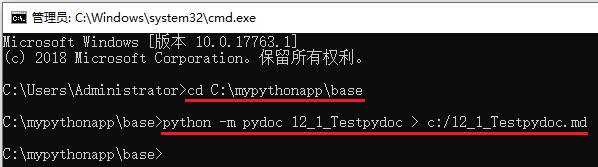 管理员: C:\Windows\system32\cmd.exe
Microsoft Windows [版本 10.0.17763.1]
(c) 2018 Microsoft Corporation。保留所有权利。
C:\Users\Administrator>cd C:\mypythonapp\base
C:\mypythonapp\base>python -m pydoc 12_1_Testpydoc > c:/12_1_Testpydoc.md
C:\mypythonapp\base>